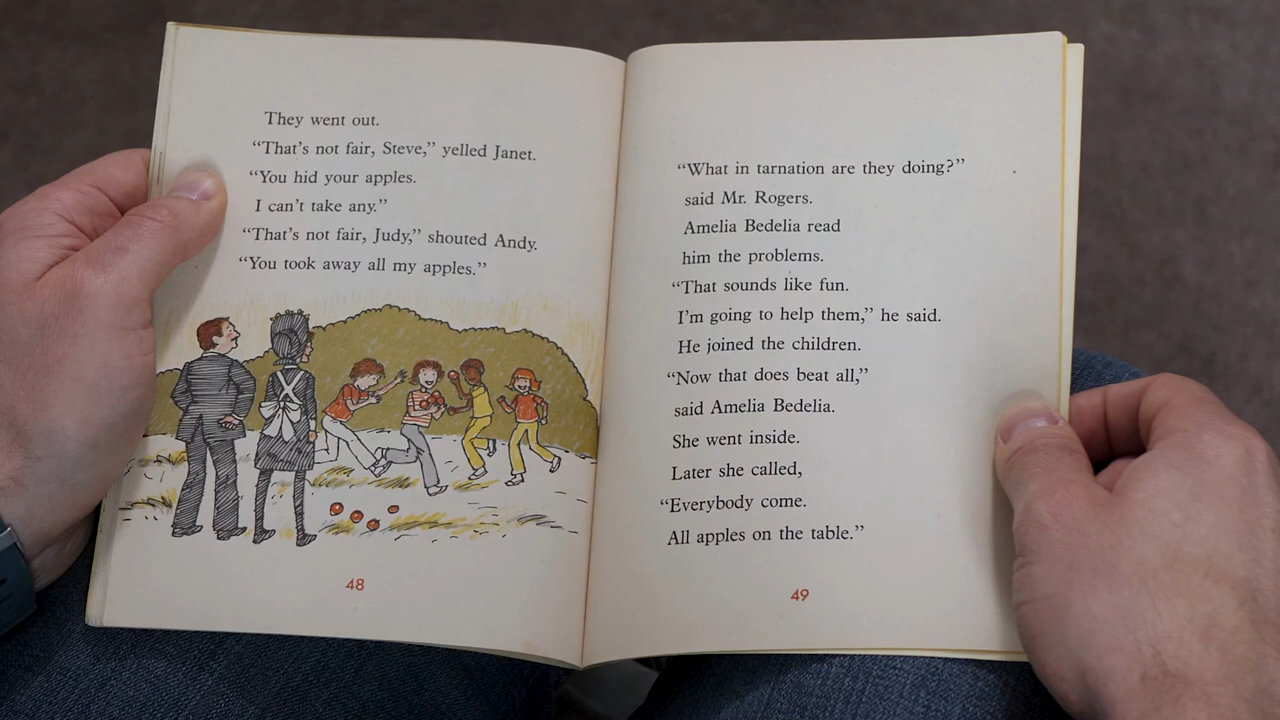 They went out.
“That’s not fair, Steve,” yelled Janet.
“You hid your apples.
I can’t take any.”
“That’s not fair, Judy,” shouted Andy.
“You took away all my apples.”
48
“What in tarnation are they doing?”
said Mr. Rogers.
Amelia Bedelia read
him the problems.
“That sounds like fun.
I’m going to help them,” he said.
He joined the children.
“Now that does beat all,”
said Amelia Bedelia.
She went inside.
Later she called,
“Everybody come.
All apples on the table.”
49